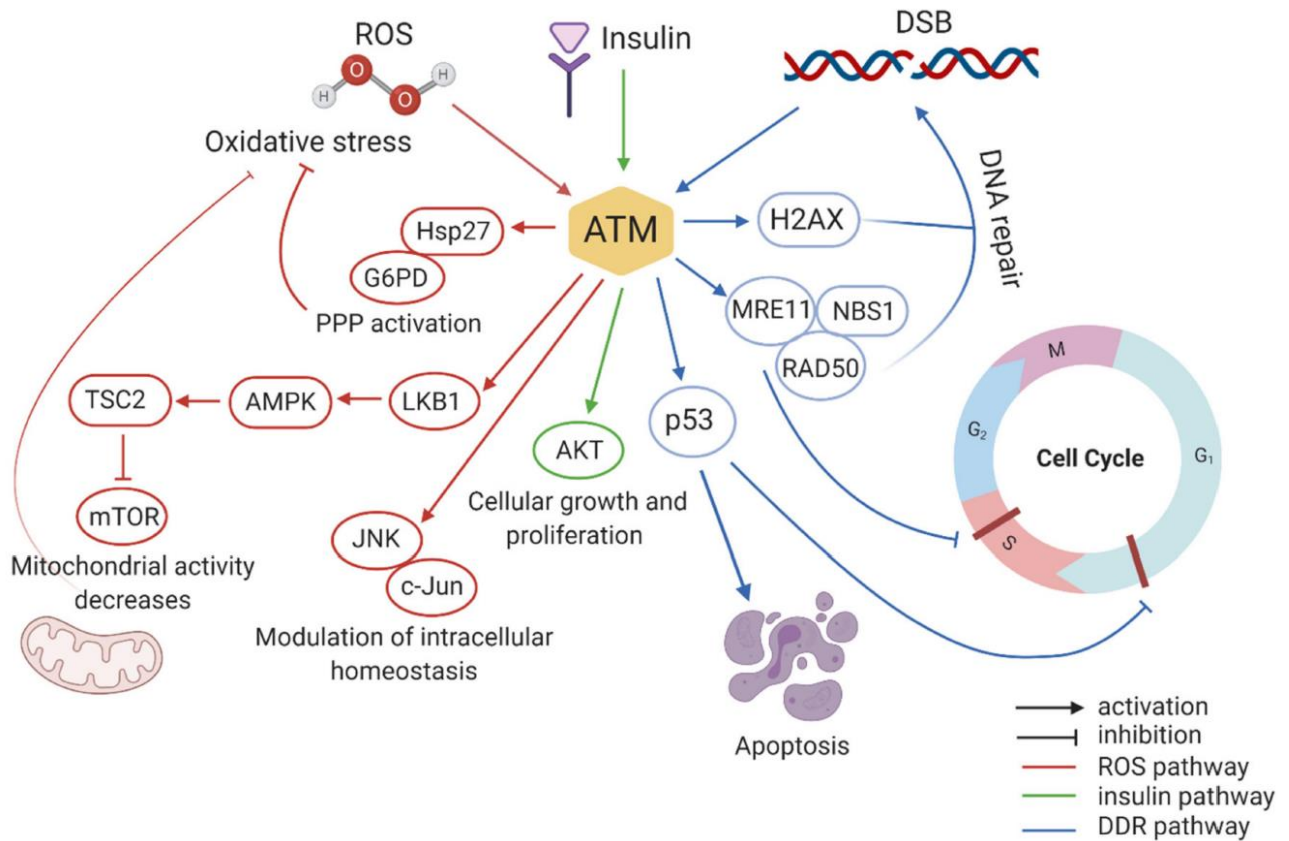 ROS
Insulin
DSB
H
O
O
H
Oxidative stress
ATM
H2AX
DNA repair
Hsp27
G6PD
PPP activation
MRE11
NBS1
RAD50
TSC2
AMPK
LKB1
AKT
p53
Cellular growth and
proliferation
mTOR
Mitochondrial activity
decreases
JNK
c-Jun
Modulation of intracellular
homeostasis
Apoptosis
M
G₂
G₁
S
Cell Cycle
activation
inhibition
ROS pathway
insulin pathway
DDR pathway